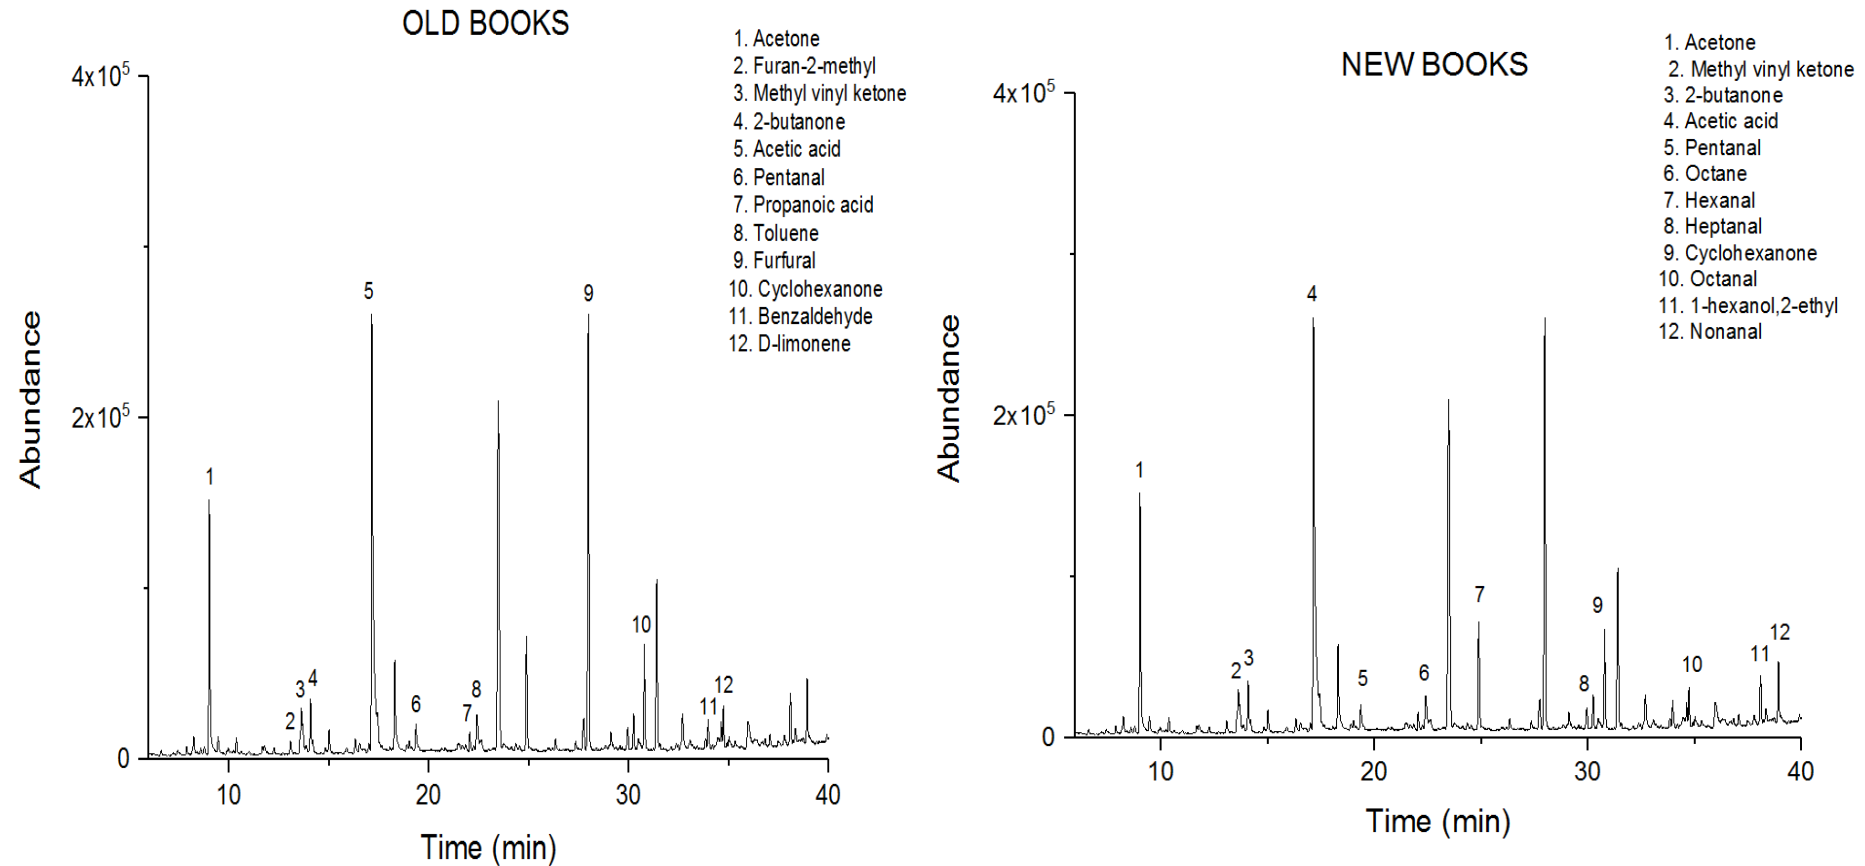 OLD BOOKS
1. Acetone
2. Furan-2-methyl
3. Methyl vinyl ketone
4. 2-butanone
5. Acetic acid
6. Pentanal
7. Propanoic acid
8. Toluene
9. Furfural
10. Cyclohexanone
11. Benzaldehyde
12. D-limonene
4x10⁵
2x10⁵
0
Abundance
1
2
3
4
5
6
7
8
9
10
11
12
10
20
30
40
Time (min)
NEW BOOKS
1. Acetone
2. Methyl vinyl ketone
3. 2-butanone
4. Acetic acid
5. Pentanal
6. Octane
7. Hexanal
8. Heptanal
9. Cyclohexanone
10. Octanal
11. 1-hexanol,2-ethyl
12. Nonanal
4x10⁵
2x10⁵
0
Abundance
1
2
3
4
5
6
7
8
9
10
11
12
10
20
30
40
Time (min)